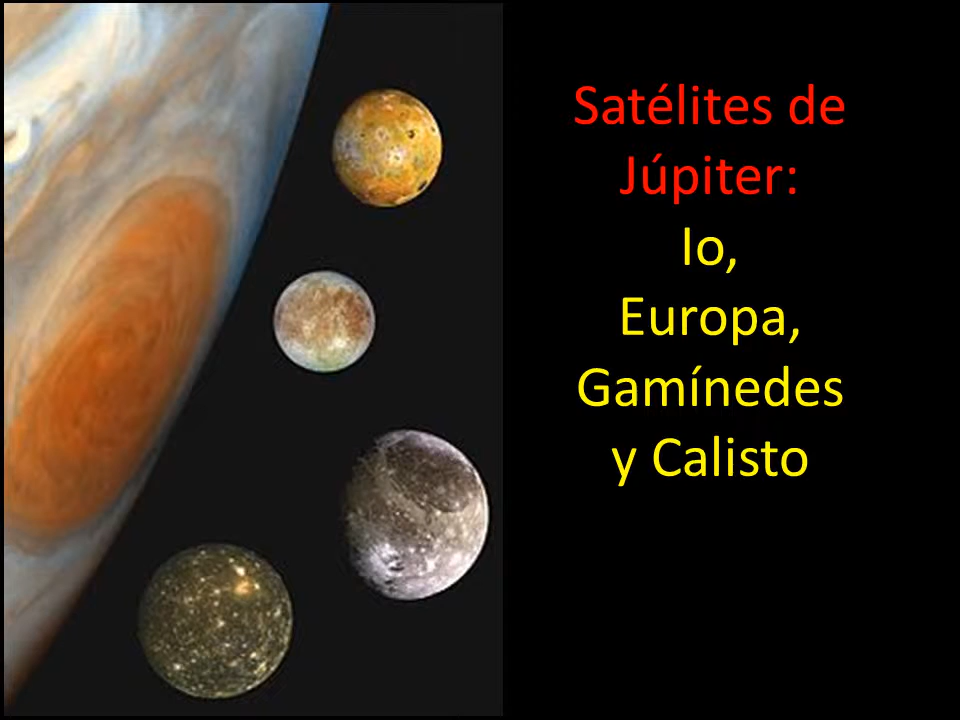 Satélites de
Júpiter:
Io,
Europa,
Gamínedes
y Calisto